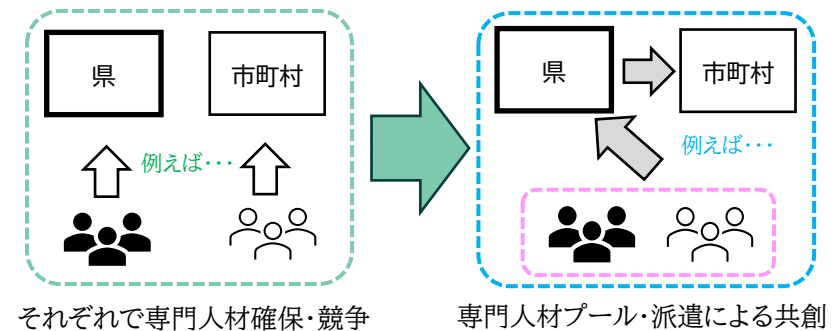 県
市町村
例えば・・・
それぞれで専門人材確保・競争
県
市町村
例えば・・・
専門人材プール・派遣による共創